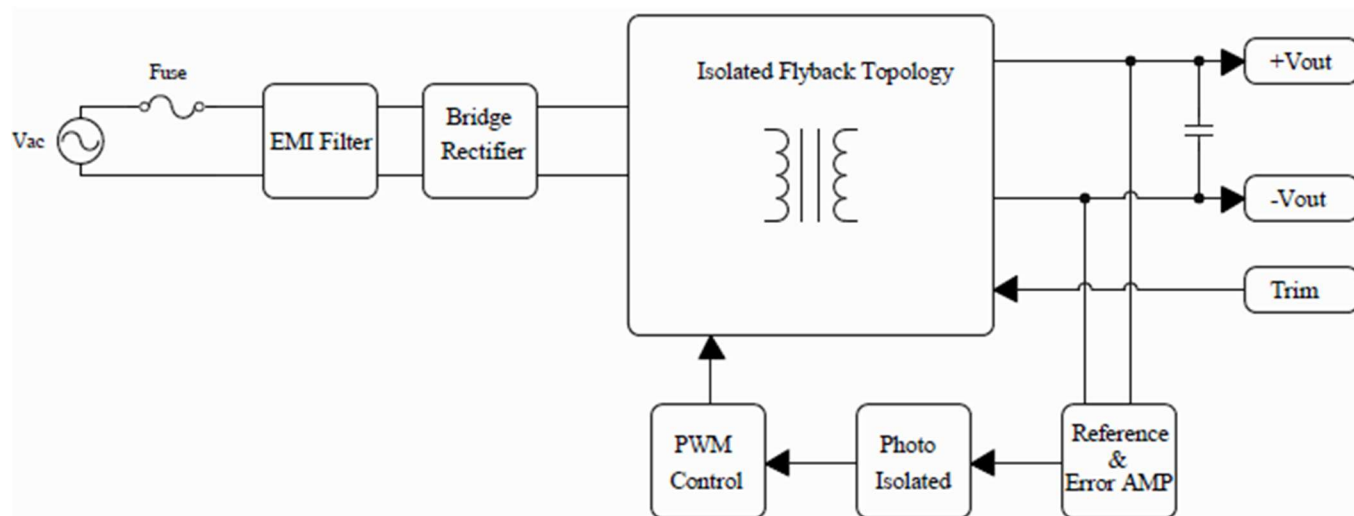 Fuse
Vac
EMI Filter
Bridge
Rectifier
Isolated Flyback Topology
+Vout
-Vout
Trim
PWM
Control
Photo
Isolated
Reference
&
Error AMP